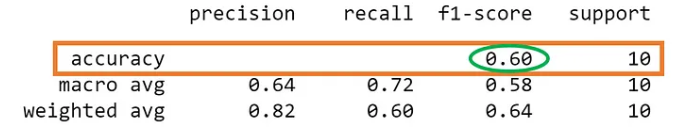 precision recall f1-score support
accuracy 0.60 10
macro avg 0.64 0.72 0.58 10
weighted avg 0.82 0.60 0.64 10